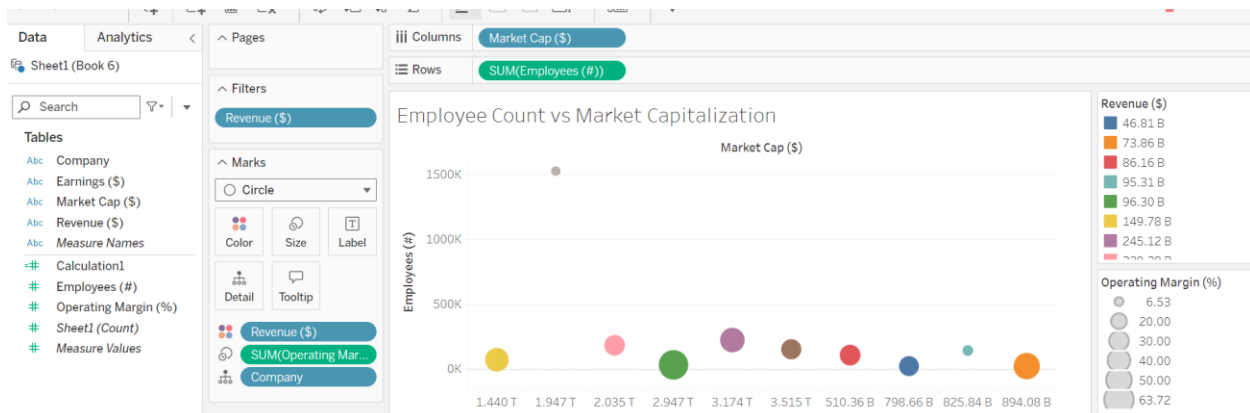 Data
Analytics
Sheet1 (Book 6)
Search
Tables
Abc Company
Abc Earnings ($)
Abc Market Cap ($)
Abc Revenue ($)
Abc Measure Names
=# Calculation1
# Employees (#)
# Operating Margin (%)
# Sheet1 (Count)
# Measure Values
Pages
Filters
Revenue ($)
Marks
Circle
Color Size Label
Detail Tooltip
Revenue ($)
SUM(Operating Mar...
Company
Columns Market Cap ($)
Rows SUM(Employees (#))
Employee Count vs Market Capitalization
Market Cap ($)
Employees (#)
1500K
1000K
500K
0K
1.440 T 1.947 T 2.035 T 2.947 T 3.174 T 3.515 T 510.36 B 798.66 B 825.84 B 894.08 B
Revenue ($)
46.81 B
73.86 B
86.16 B
95.31 B
96.30 B
149.78 B
245.12 B
Operating Margin (%)
6.53
20.00
30.00
40.00
50.00
63.72